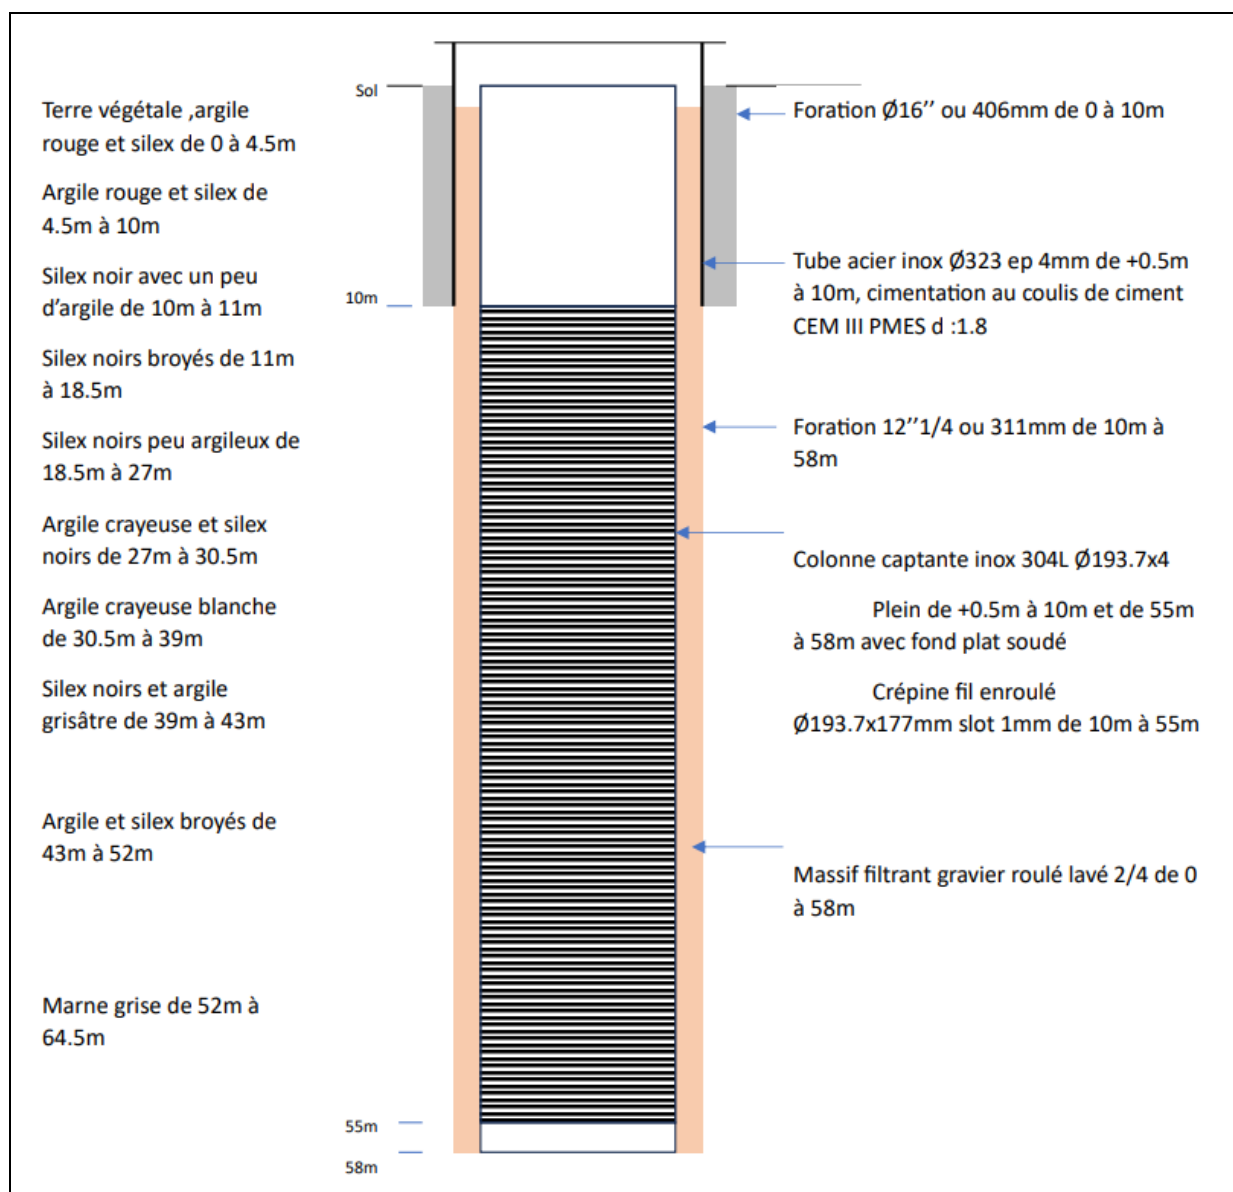 Sol
Terre végétale ,argile
rouge et silex de 0 à 4.5m
Argile rouge et silex de
4.5m à 10m
Silex noir avec un peu
d’argile de 10m à 11m
Silex noirs broyés de 11m
à 18.5m
Silex noirs peu argileux de
18.5m à 27m
Argile crayeuse et silex
noirs de 27m à 30.5m
Argile crayeuse blanche
de 30.5m à 39m
Silex noirs et argile
grisâtre de 39m à 43m
Argile et silex broyés de
43m à 52m
Marne grise de 52m à
64.5m
10m
55m
58m
Foration Ø16’’ ou 406mm de 0 à 10m
Tube acier inox Ø323 ep 4mm de +0.5m
à 10m, cimentation au coulis de ciment
CEM III PMES d :1.8
Foration 12’’1/4 ou 311mm de 10m à
58m
Colonne captante inox 304L Ø193.7x4
Plein de +0.5m à 10m et de 55m
à 58m avec fond plat soudé
Crépine fil enroulé
Ø193.7x177mm slot 1mm de 10m à 55m
Massif filtrant gravier roulé lavé 2/4 de 0
à 58m